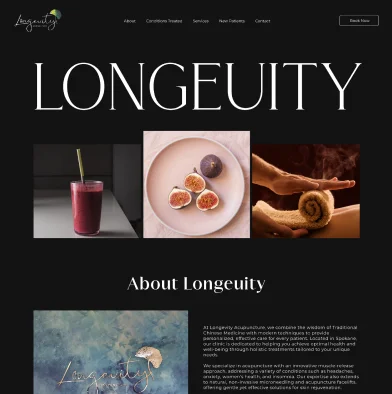 Longevity
About
Conditions Treated
Services
New Patients
Contact
Book Now
LONGEUITY
About Longeuity
Longevity
At Longevity Acupuncture, we combine the wisdom of Traditional
Chinese Medicine with modern techniques to provide
personalized, effective care for every patient. Located in Spokane,
our clinic is dedicated to helping you achieve optimal health and
well-being through holistic treatments tailored to your unique
needs.
We specialize in acupuncture with an innovative muscle release
approach, addressing a variety of conditions such as headaches,
anxiety, women's health, and insomnia. Our expertise also extends
to natural, non-invasive microneedling and acupuncture facelifts,
offering gentle yet effective solutions for skin rejuvenation.